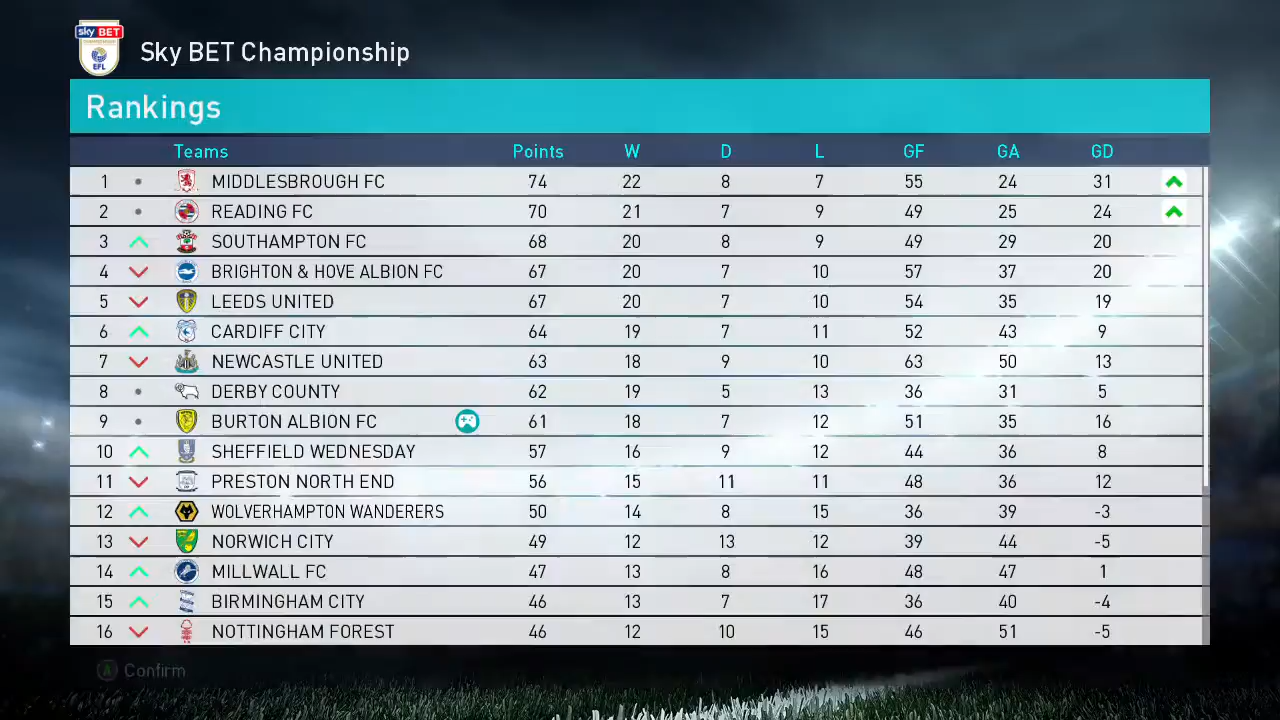 sky BET
EFL
Sky BET Championship
Rankings
Teams Points W D L GF GA GD
1 MIDDLESBROUGH FC 74 22 8 7 55 24 31
2 READING FC 70 21 7 9 49 25 24
3 SOUTHAMPTON FC 68 20 8 9 49 29 20
4 BRIGHTON & HOVE ALBION FC 67 20 7 10 57 37 20
5 LEEDS UNITED 67 20 7 10 54 35 19
6 CARDIFF CITY 64 19 7 11 52 43 9
7 NEWCASTLE UNITED 63 18 9 10 63 50 13
8 DERBY COUNTY 62 19 5 13 36 31 5
9 BURTON ALBION FC 61 18 7 12 51 35 16
10 SHEFFIELD WEDNESDAY 57 16 9 12 44 36 8
11 PRESTON NORTH END 56 15 11 11 48 36 12
12 WOLVERHAMPTON WANDERERS 50 14 8 15 36 39 -3
13 NORWICH CITY 49 12 13 12 39 44 -5
14 MILLWALL FC 47 13 8 16 48 47 1
15 BIRMINGHAM CITY 46 13 7 17 36 40 -4
16 NOTTINGHAM FOREST 46 12 10 15 46 51 -5
A Confirm